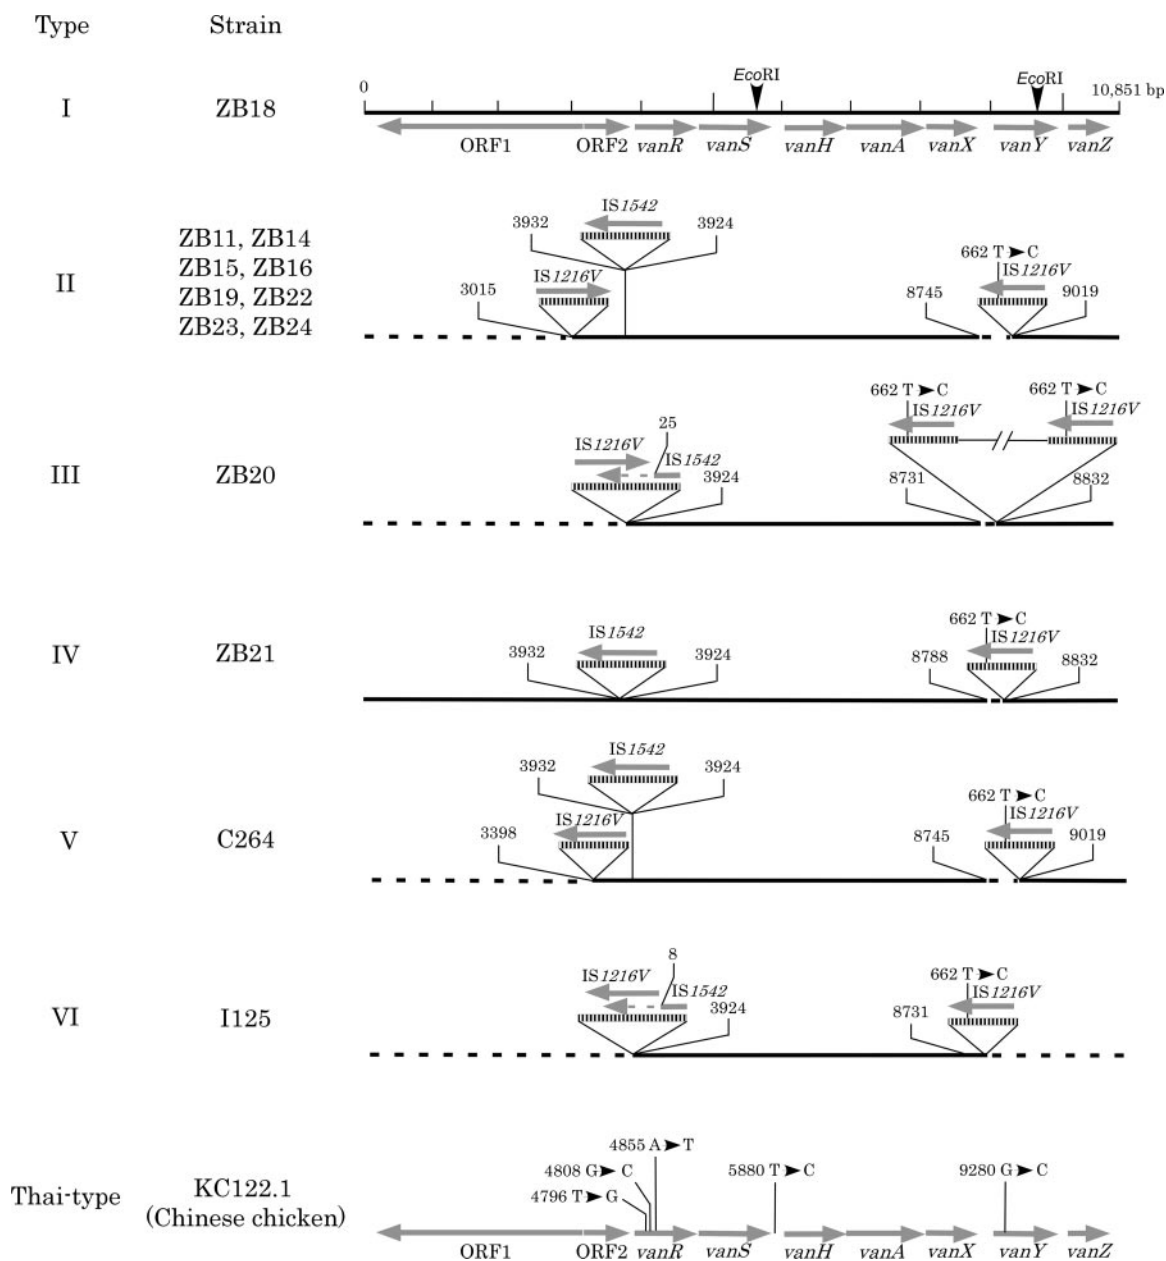 Type Strain
I ZB18
0 EcoRI EcoRI 10,851 bp
ORF1 ORF2 vanR vanS vanH vanA vanX vanY vanZ
II
ZB11, ZB14
ZB15, ZB16
ZB19, ZB22
ZB23, ZB24
IS1542
3932 3924
IS1216V
3015
662 T➤C
IS1216V
8745 9019
III ZB20
25
IS1216V
IS1542
3924
662 T➤C 662 T➤C
IS1216V IS1216V
8731 8832
IV ZB21
IS1542
3932 3924
662 T➤C
IS1216V
8788 8832
V C264
IS1542
3932 3924
IS1216V
3398
662 T➤C
IS1216V
8745 9019
VI I125
8
IS1216V
IS1542
3924
662 T➤C
IS1216V
8731
Thai-type
KC122.1
(Chinese chicken)
4855 A➤T
4808 G➤C
4796 T➤G
5880 T➤C
9280 G➤C
ORF1 ORF2 vanR vanS vanH vanA vanX vanY vanZ